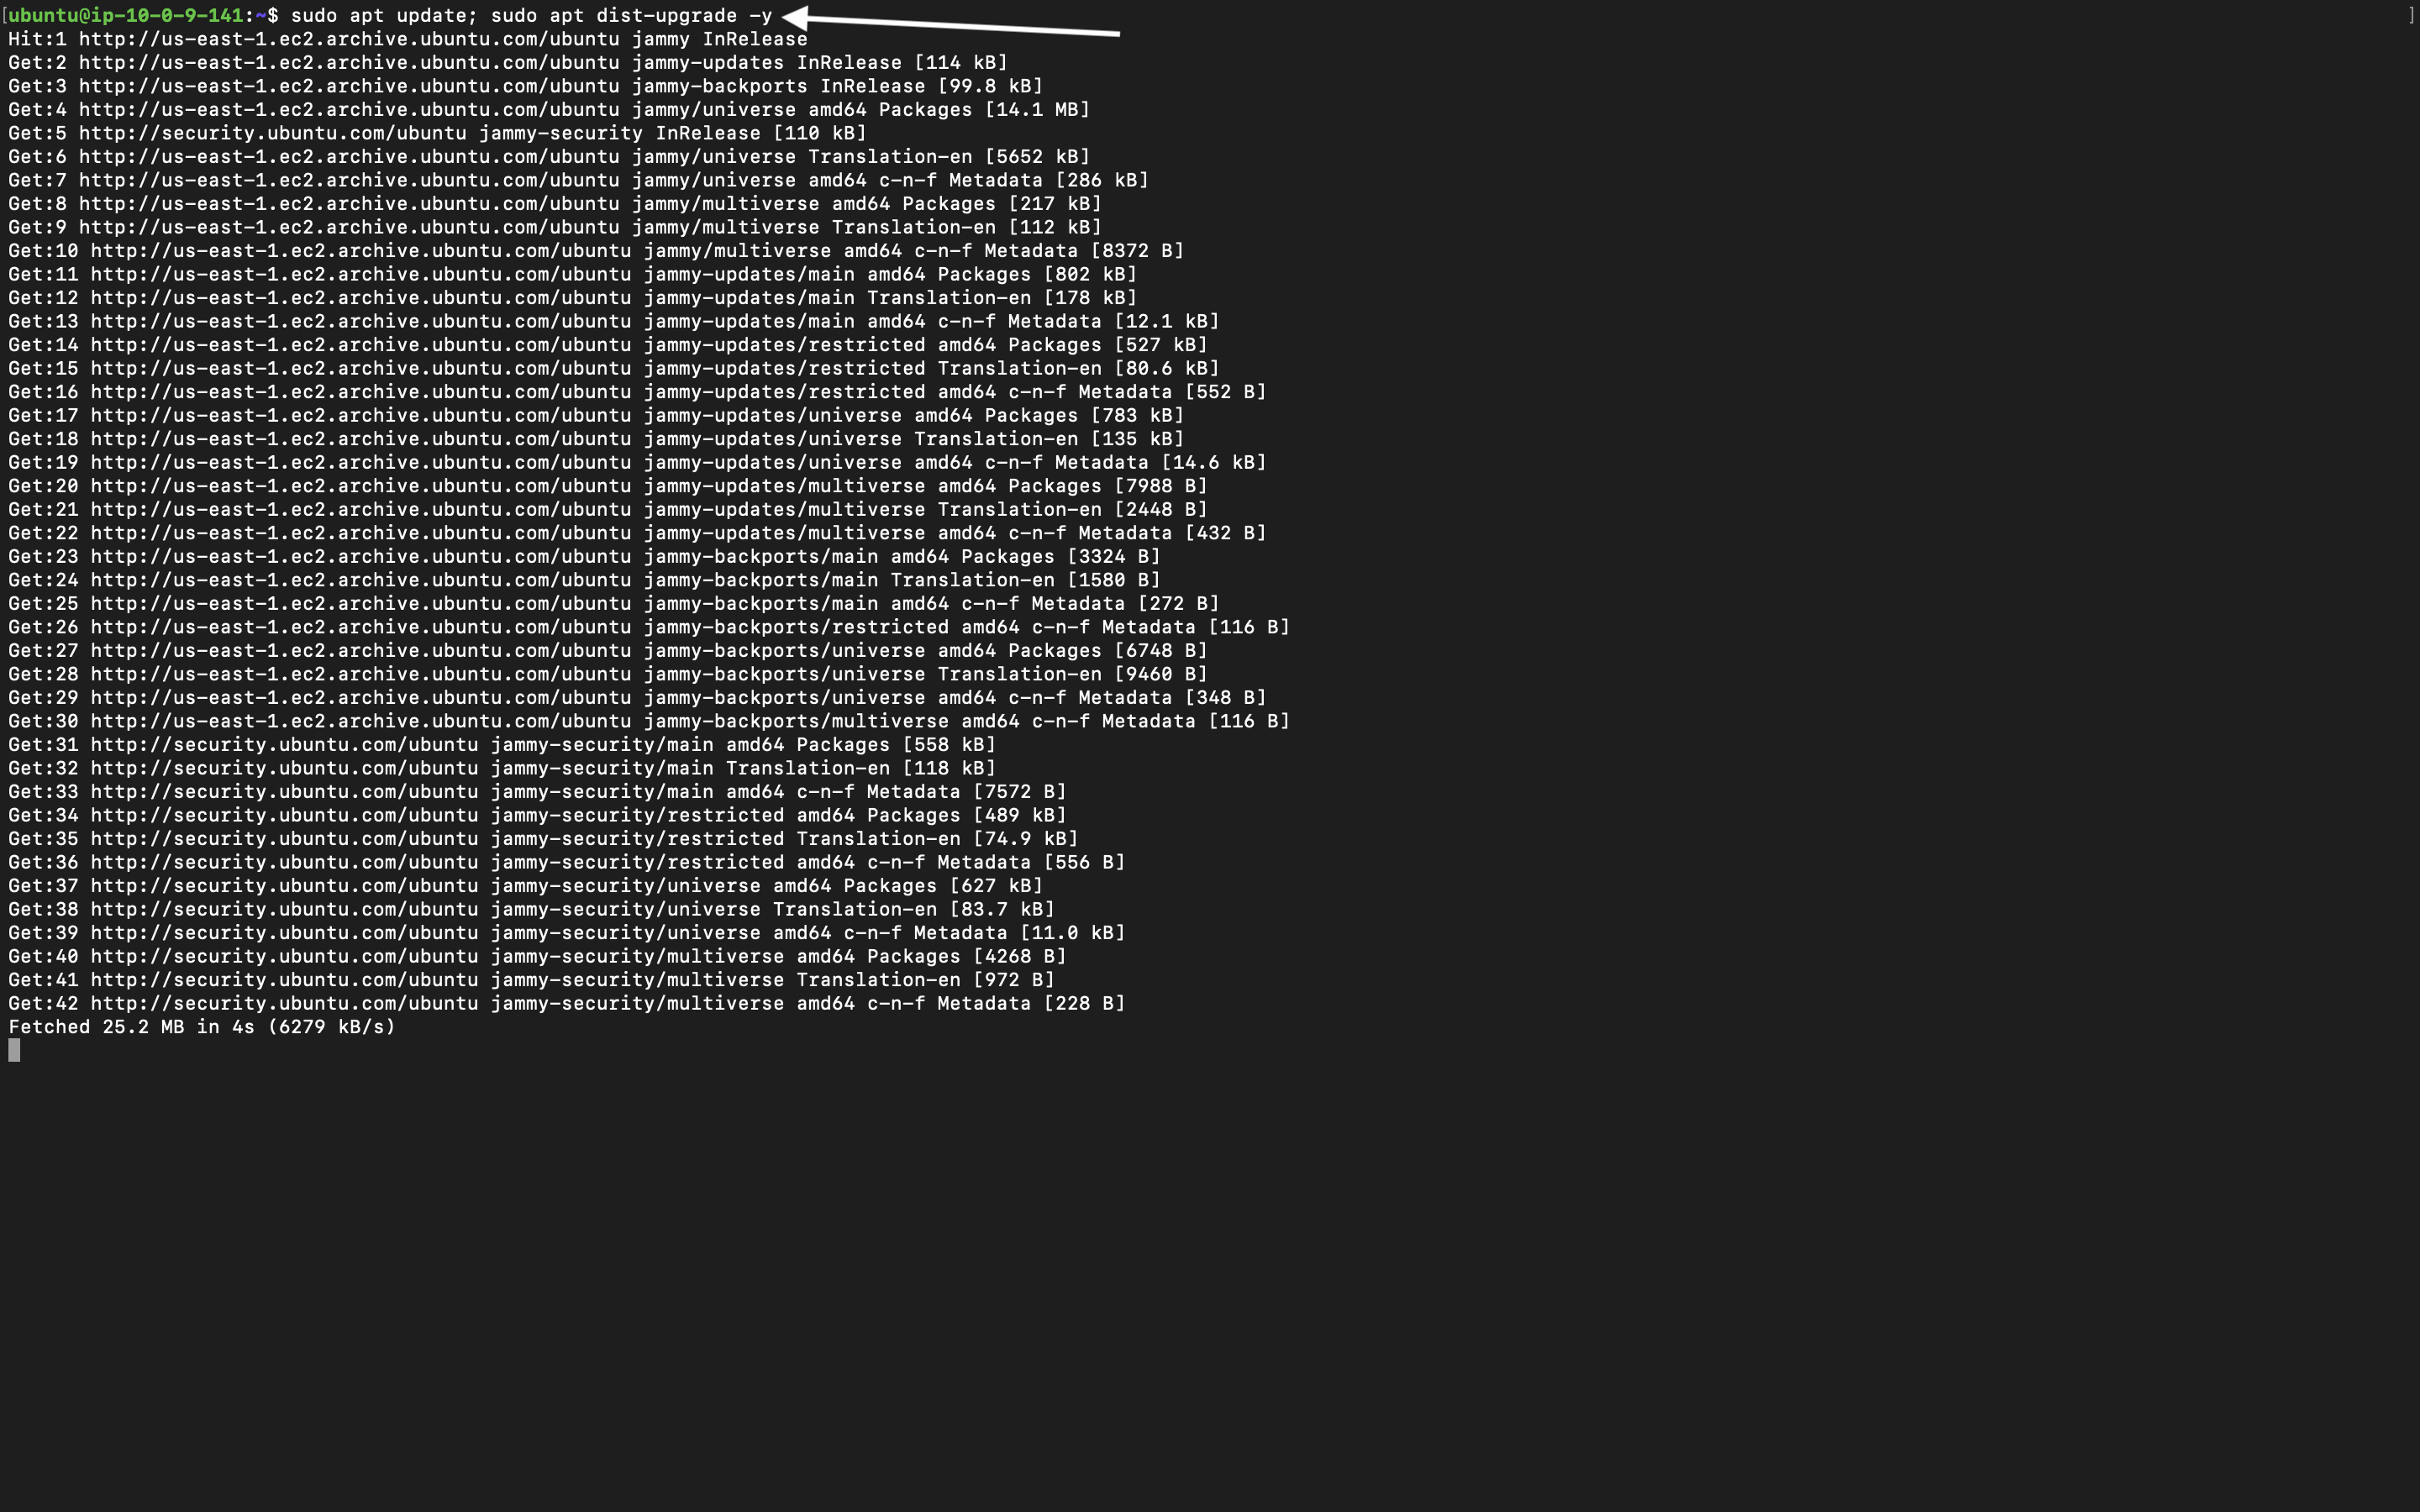 ubuntu@ip-10-0-9-141:~$ sudo apt update; sudo apt dist-upgrade -y
Hit:1 http://us-east-1.ec2.archive.ubuntu.com/ubuntu jammy InRelease
Get:2 http://us-east-1.ec2.archive.ubuntu.com/ubuntu jammy-updates InRelease [114 kB]
Get:3 http://us-east-1.ec2.archive.ubuntu.com/ubuntu jammy-backports InRelease [99.8 kB]
Get:4 http://us-east-1.ec2.archive.ubuntu.com/ubuntu jammy/universe amd64 Packages [14.1 MB]
Get:5 http://security.ubuntu.com/ubuntu jammy-security InRelease [110 kB]
Get:6 http://us-east-1.ec2.archive.ubuntu.com/ubuntu jammy/universe Translation-en [5652 kB]
Get:7 http://us-east-1.ec2.archive.ubuntu.com/ubuntu jammy/universe amd64 c-n-f Metadata [286 kB]
Get:8 http://us-east-1.ec2.archive.ubuntu.com/ubuntu jammy/multiverse amd64 Packages [217 kB]
Get:9 http://us-east-1.ec2.archive.ubuntu.com/ubuntu jammy/multiverse Translation-en [112 kB]
Get:10 http://us-east-1.ec2.archive.ubuntu.com/ubuntu jammy/multiverse amd64 c-n-f Metadata [8372 B]
Get:11 http://us-east-1.ec2.archive.ubuntu.com/ubuntu jammy-updates/main amd64 Packages [802 kB]
Get:12 http://us-east-1.ec2.archive.ubuntu.com/ubuntu jammy-updates/main Translation-en [178 kB]
Get:13 http://us-east-1.ec2.archive.ubuntu.com/ubuntu jammy-updates/main amd64 c-n-f Metadata [12.1 kB]
Get:14 http://us-east-1.ec2.archive.ubuntu.com/ubuntu jammy-updates/restricted amd64 Packages [527 kB]
Get:15 http://us-east-1.ec2.archive.ubuntu.com/ubuntu jammy-updates/restricted Translation-en [80.6 kB]
Get:16 http://us-east-1.ec2.archive.ubuntu.com/ubuntu jammy-updates/restricted amd64 c-n-f Metadata [552 B]
Get:17 http://us-east-1.ec2.archive.ubuntu.com/ubuntu jammy-updates/universe amd64 Packages [783 kB]
Get:18 http://us-east-1.ec2.archive.ubuntu.com/ubuntu jammy-updates/universe Translation-en [135 kB]
Get:19 http://us-east-1.ec2.archive.ubuntu.com/ubuntu jammy-updates/universe amd64 c-n-f Metadata [14.6 kB]
Get:20 http://us-east-1.ec2.archive.ubuntu.com/ubuntu jammy-updates/multiverse amd64 Packages [7988 B]
Get:21 http://us-east-1.ec2.archive.ubuntu.com/ubuntu jammy-updates/multiverse Translation-en [2448 B]
Get:22 http://us-east-1.ec2.archive.ubuntu.com/ubuntu jammy-updates/multiverse amd64 c-n-f Metadata [432 B]
Get:23 http://us-east-1.ec2.archive.ubuntu.com/ubuntu jammy-backports/main amd64 Packages [3324 B]
Get:24 http://us-east-1.ec2.archive.ubuntu.com/ubuntu jammy-backports/main Translation-en [1580 B]
Get:25 http://us-east-1.ec2.archive.ubuntu.com/ubuntu jammy-backports/main amd64 c-n-f Metadata [272 B]
Get:26 http://us-east-1.ec2.archive.ubuntu.com/ubuntu jammy-backports/restricted amd64 c-n-f Metadata [116 B]
Get:27 http://us-east-1.ec2.archive.ubuntu.com/ubuntu jammy-backports/universe amd64 Packages [6748 B]
Get:28 http://us-east-1.ec2.archive.ubuntu.com/ubuntu jammy-backports/universe Translation-en [9460 B]
Get:29 http://us-east-1.ec2.archive.ubuntu.com/ubuntu jammy-backports/universe amd64 c-n-f Metadata [348 B]
Get:30 http://us-east-1.ec2.archive.ubuntu.com/ubuntu jammy-backports/multiverse amd64 c-n-f Metadata [116 B]
Get:31 http://security.ubuntu.com/ubuntu jammy-security/main amd64 Packages [558 kB]
Get:32 http://security.ubuntu.com/ubuntu jammy-security/main Translation-en [118 kB]
Get:33 http://security.ubuntu.com/ubuntu jammy-security/main amd64 c-n-f Metadata [7572 B]
Get:34 http://security.ubuntu.com/ubuntu jammy-security/restricted amd64 Packages [489 kB]
Get:35 http://security.ubuntu.com/ubuntu jammy-security/restricted Translation-en [74.9 kB]
Get:36 http://security.ubuntu.com/ubuntu jammy-security/restricted amd64 c-n-f Metadata [556 B]
Get:37 http://security.ubuntu.com/ubuntu jammy-security/universe amd64 Packages [627 kB]
Get:38 http://security.ubuntu.com/ubuntu jammy-security/universe Translation-en [83.7 kB]
Get:39 http://security.ubuntu.com/ubuntu jammy-security/universe amd64 c-n-f Metadata [11.0 kB]
Get:40 http://security.ubuntu.com/ubuntu jammy-security/multiverse amd64 Packages [4268 B]
Get:41 http://security.ubuntu.com/ubuntu jammy-security/multiverse Translation-en [972 B]
Get:42 http://security.ubuntu.com/ubuntu jammy-security/multiverse amd64 c-n-f Metadata [228 B]
Fetched 25.2 MB in 4s (6279 kB/s)